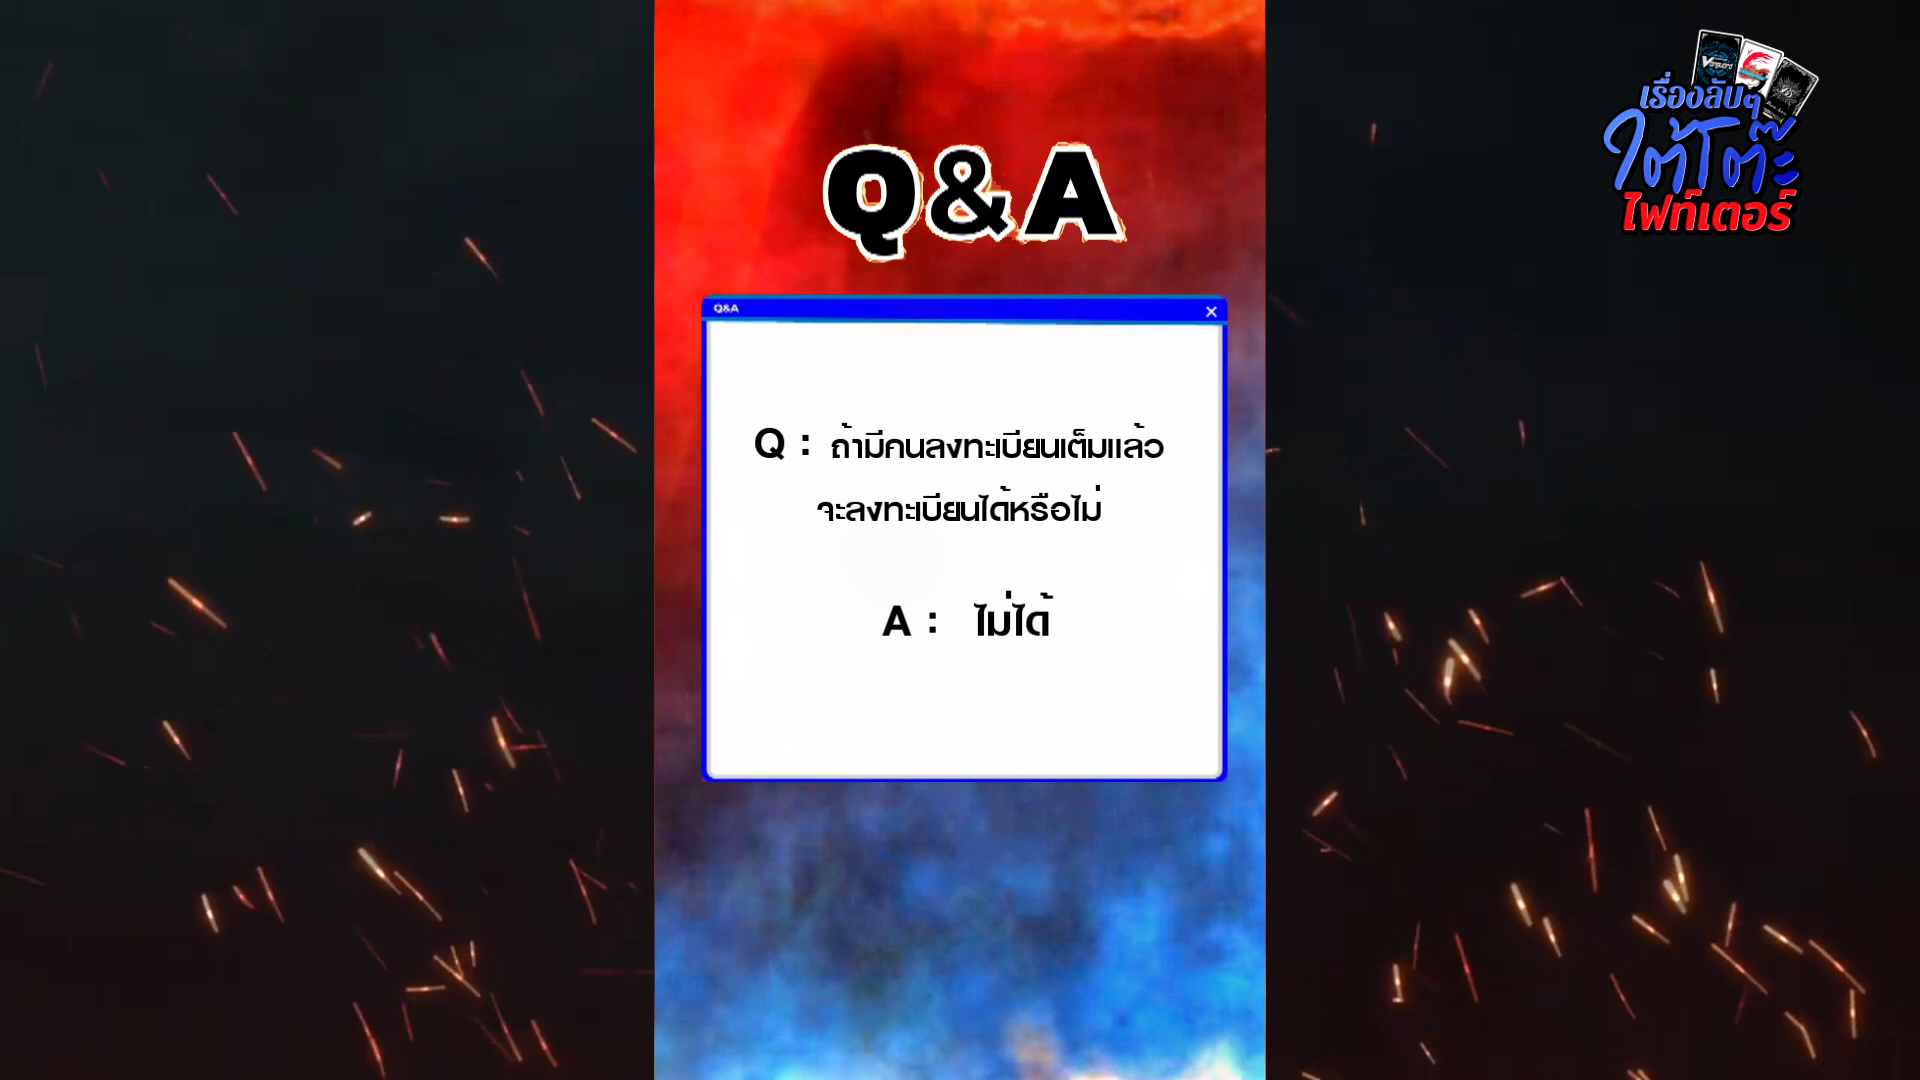 เรื่องลับๆ
ใต้โต๊ะ
ไฟท์เตอร์
Q&A
Q&A
Q : ถ้ามีคนลงทะเบียนเต็มแล้ว
จะลงทะเบียนได้หรือไม่
A : ไม่ได้